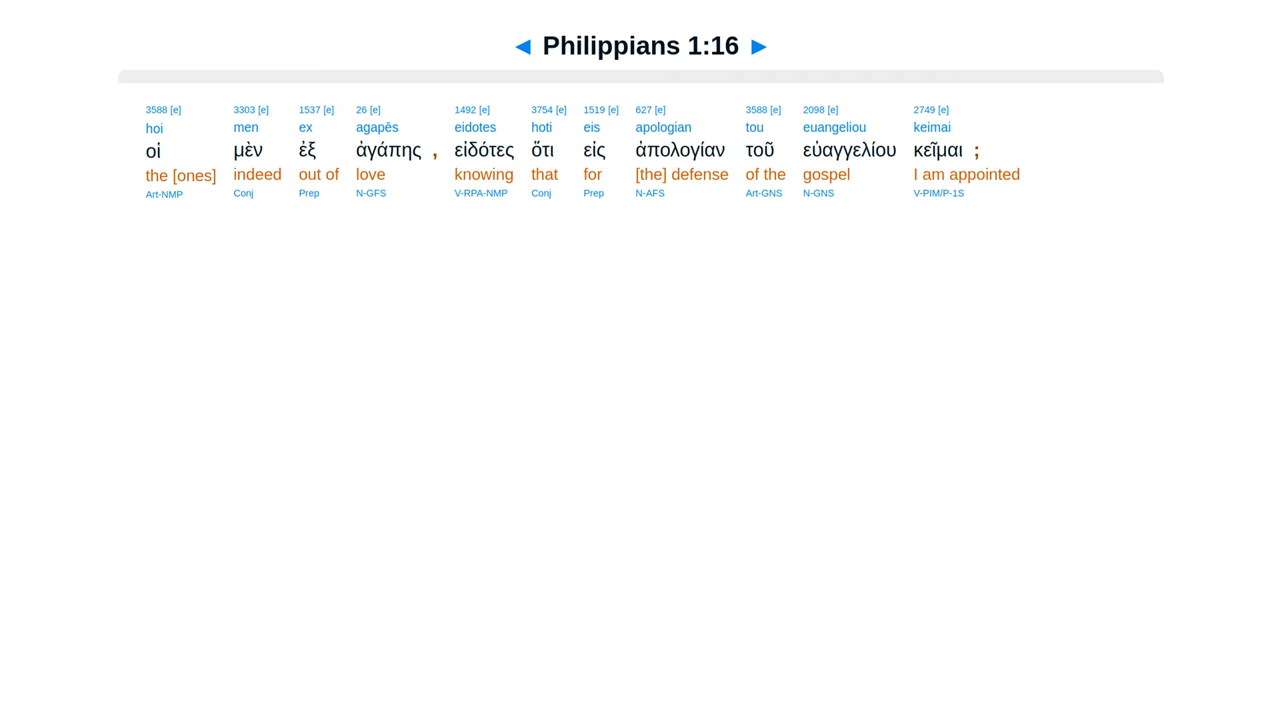 ◄ Philippians 1:16 ►
3588 [e] 3303 [e] 1537 [e] 26 [e] 1492 [e] 3754 [e] 1519 [e] 627 [e] 3588 [e] 2098 [e] 2749 [e]
hoi men ex agapēs eidotes hoti eis apologian tou euangeliou keimai
οἱ μὲν ἐξ ἀγάπης , εἰδότες ὅτι εἰς ἀπολογίαν τοῦ εὐαγγελίου κεῖμαι ;
the [ones] indeed out of love knowing that for [the] defense of the gospel I am appointed
Art-NMP Conj Prep N-GFS V-RPA-NMP Conj Prep N-AFS Art-GNS N-GNS V-PIM/P-1S